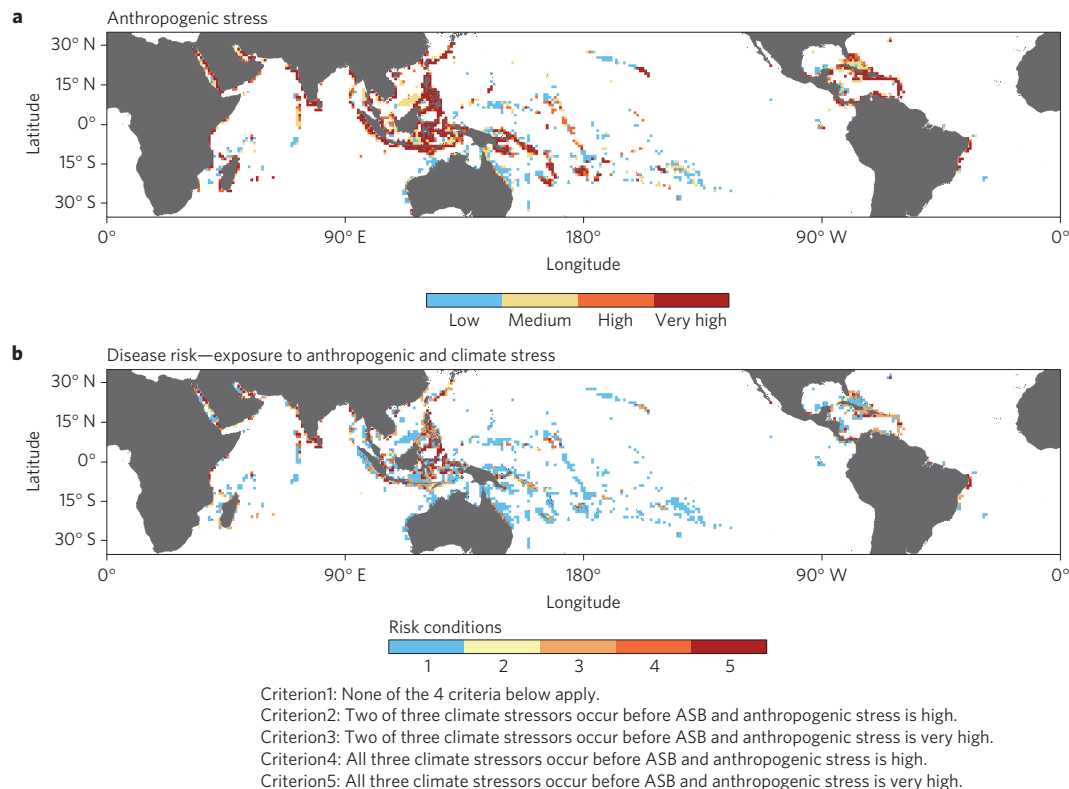 a
Anthropogenic stress
30° N
15° N
0°
15° S
30° S
Latitude
0°
90° E
180°
90° W
0°
Longitude
Low
Medium
High
Very high
b
Disease risk—exposure to anthropogenic and climate stress
30° N
15° N
0°
15° S
30° S
Latitude
0°
90° E
180°
90° W
0°
Longitude
Risk conditions
1
2
3
4
5
Criterion1: None of the 4 criteria below apply.
Criterion2: Two of three climate stressors occur before ASB and anthropogenic stress is high.
Criterion3: Two of three climate stressors occur before ASB and anthropogenic stress is very high.
Criterion4: All three climate stressors occur before ASB and anthropogenic stress is high.
Criterion5: All three climate stressors occur before ASB and anthropogenic stress is very high.